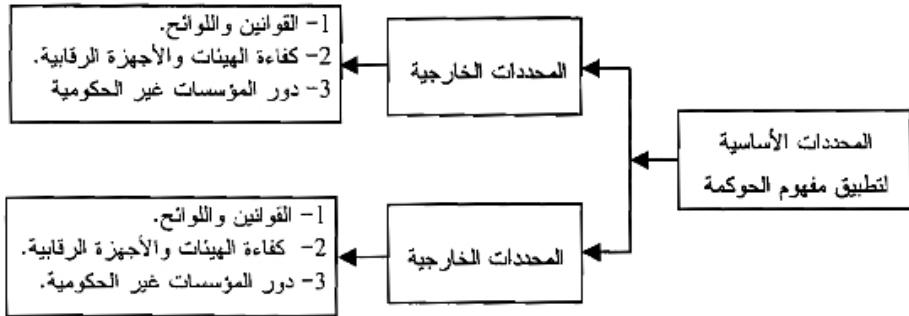 المحددات الأساسية
لتطبيق مفهوم الحوكمة
المحددات الخارجية
1- القوانين واللوائح.
2- كفاءة الهيئات والأجهزة الرقابية.
3- دور المؤسسات غير الحكومية
المحددات الخارجية
1- القوانين واللوائح.
2- كفاءة الهيئات والأجهزة الرقابية.
3- دور المؤسسات غير الحكومية.